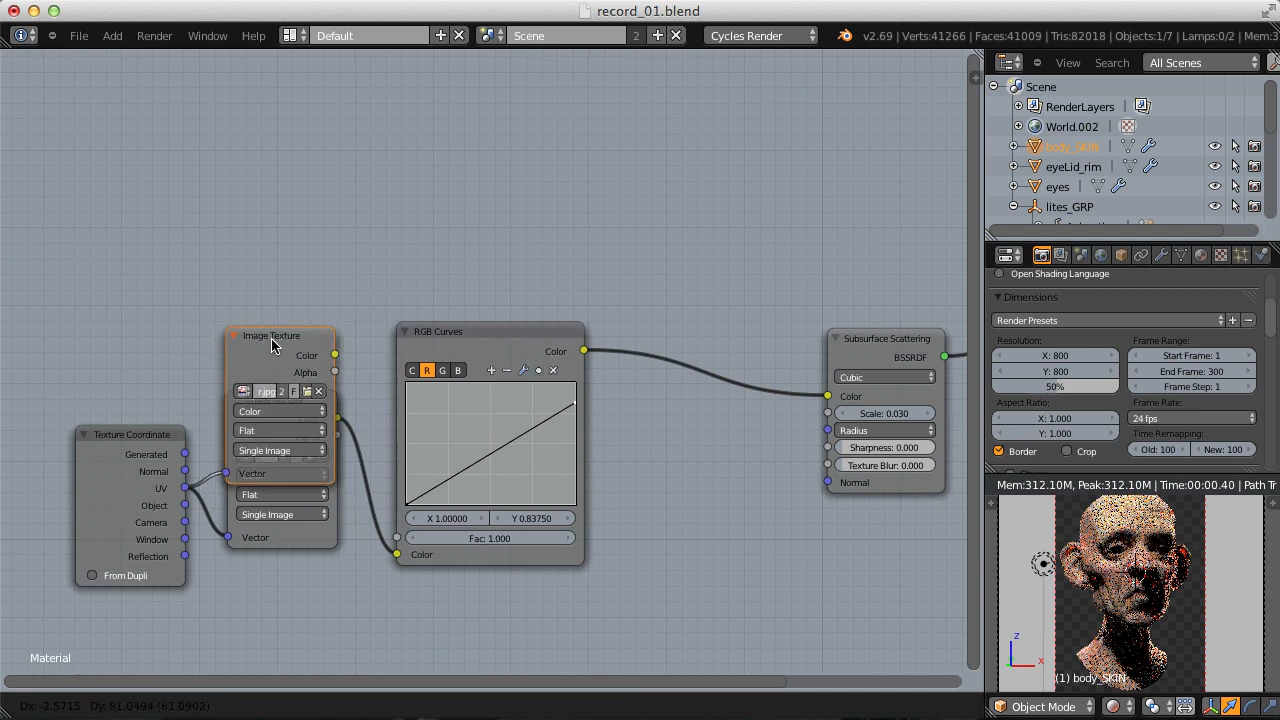 record_01.blend
File Add Render Window Help Default Scene 2 Cycles Render v2.69 | Verts:41266 | Faces:41009 | Tris:82018 | Objects:1/7 | Lamps:0/2 | Mem:3
View Search All Scenes
Scene
RenderLayers
World.002
body_SKIN
eyeLid_rim
eyes
lites_GRP
Open Shading Language
Dimensions
Render Presets
Resolution: Frame Range:
X: 800 Start Frame: 1
Y: 800 End Frame: 300
50% Frame Step: 1
Aspect Ratio: Frame Rate:
X: 1.000 24 fps
Y: 1.000 Time Remapping:
Border Crop Old: 100 New: 100
Mem:312.10M, Peak:312.10M | Time:00:00.40 | Path Tr
z
x
(1) body_SKIN
Object Mode
Texture Coordinate
Generated
Normal
UV
Object
Camera
Window
Reflection
From Dupli
Image Texture
Color
Alpha
r.jpg 2 F
Color
Flat
Single Image
Vector
Flat
Single Image
Vector
RGB Curves
Color
C R G B
X 1.00000 Y 0.83750
Fac: 1.000
Color
Subsurface Scattering
BSSRDF
Cubic
Color
Scale: 0.030
Radius
Sharpness: 0.000
Texture Blur: 0.000
Normal
Material
Dx: -2.5715 Dy: 81.0494 (81.0902)